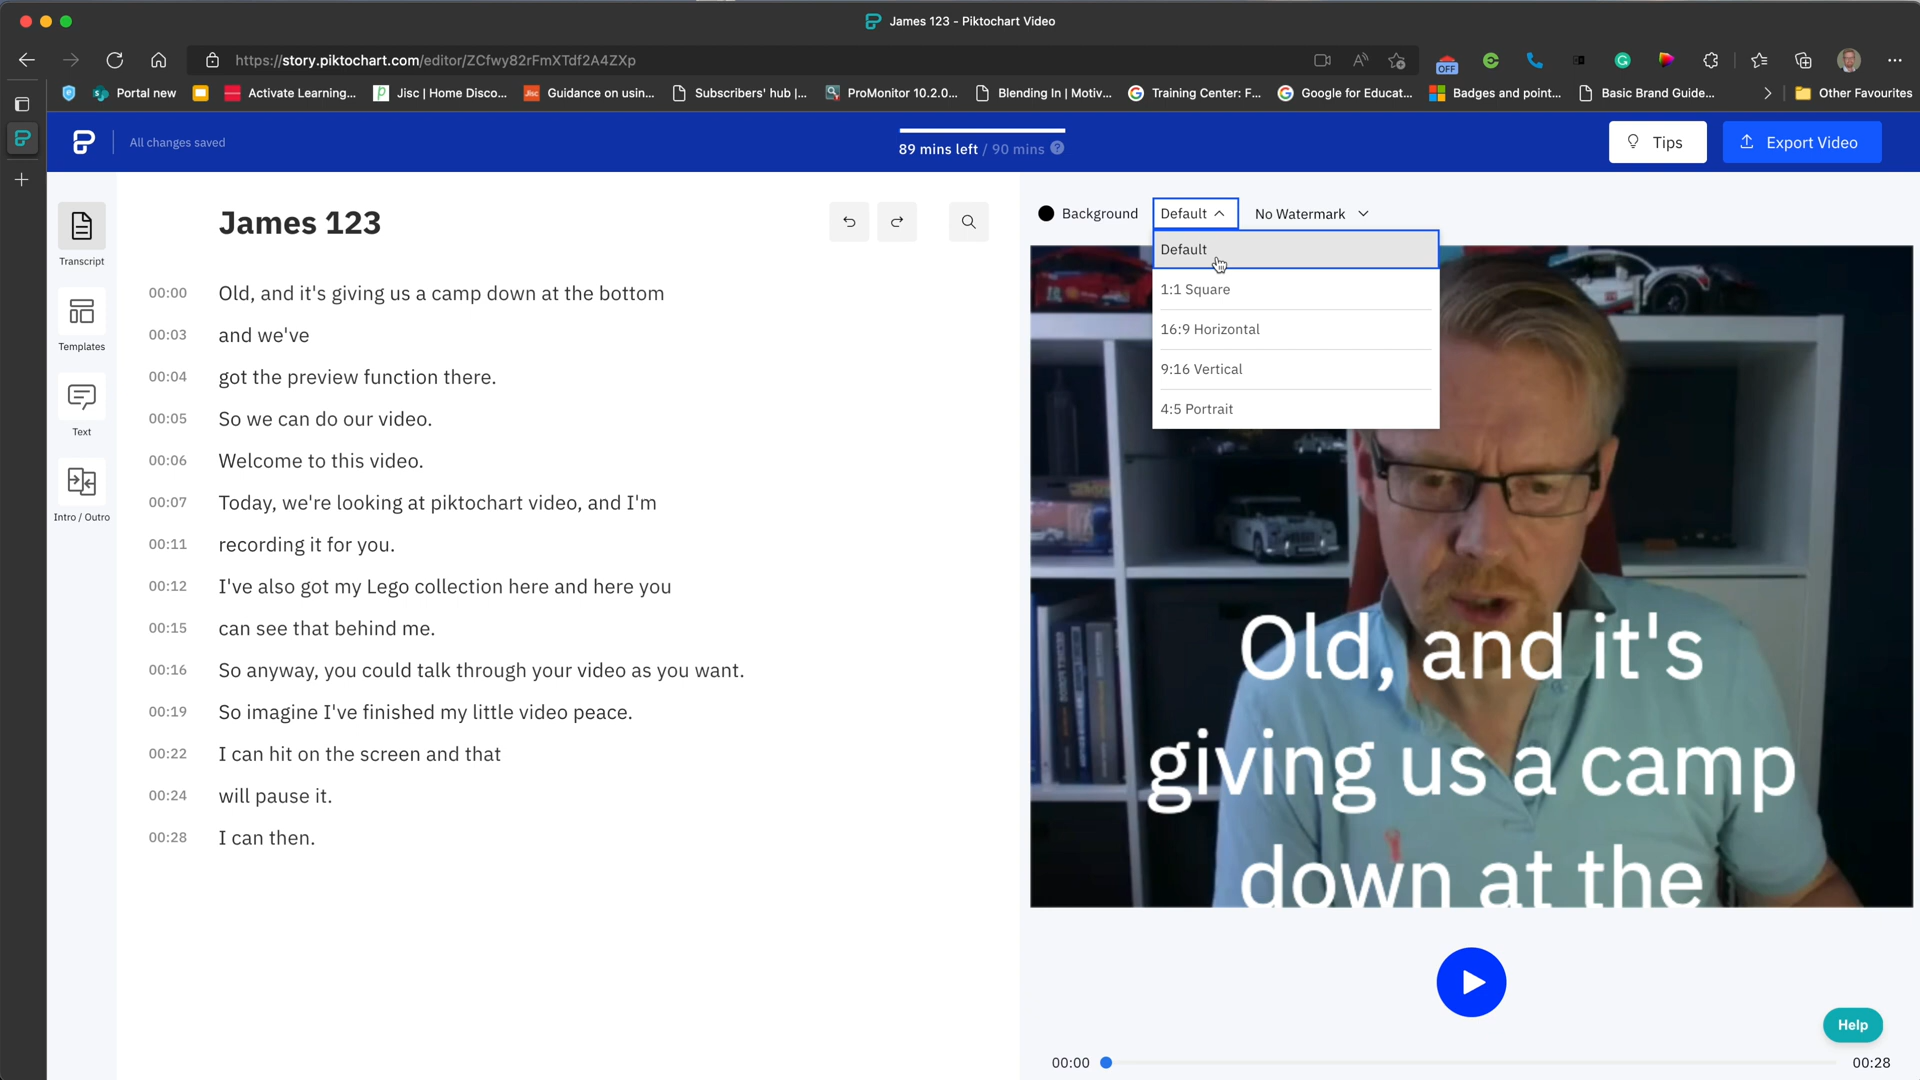 James 123 - Piktochart Video
https://story.piktochart.com/editor/ZCfwy82rFmXTdf2A4ZXp
OFF
Portal new
Activate Learning...
Jisc | Home Disco...
Guidance on usin...
Subscribers' hub |...
ProMonitor 10.2.0...
Blending In | Motiv...
Training Center: F...
Google for Educat...
Badges and point...
Basic Brand Guide...
Other Favourites
All changes saved
89 mins left / 90 mins ?
Tips
Export Video
Transcript
Templates
Text
Intro / Outro
James 123
00:00 Old, and it's giving us a camp down at the bottom
00:03 and we've
00:04 got the preview function there.
00:05 So we can do our video.
00:06 Welcome to this video.
00:07 Today, we're looking at piktochart video, and I'm
00:11 recording it for you.
00:12 I've also got my Lego collection here and here you
00:15 can see that behind me.
00:16 So anyway, you could talk through your video as you want.
00:19 So imagine I've finished my little video peace.
00:22 I can hit on the screen and that
00:24 will pause it.
00:28 I can then.
Background
Default
No Watermark
Default
1:1 Square
16:9 Horizontal
9:16 Vertical
4:5 Portrait
Old, and it's
giving us a camp
down at the
Help
00:00
00:28